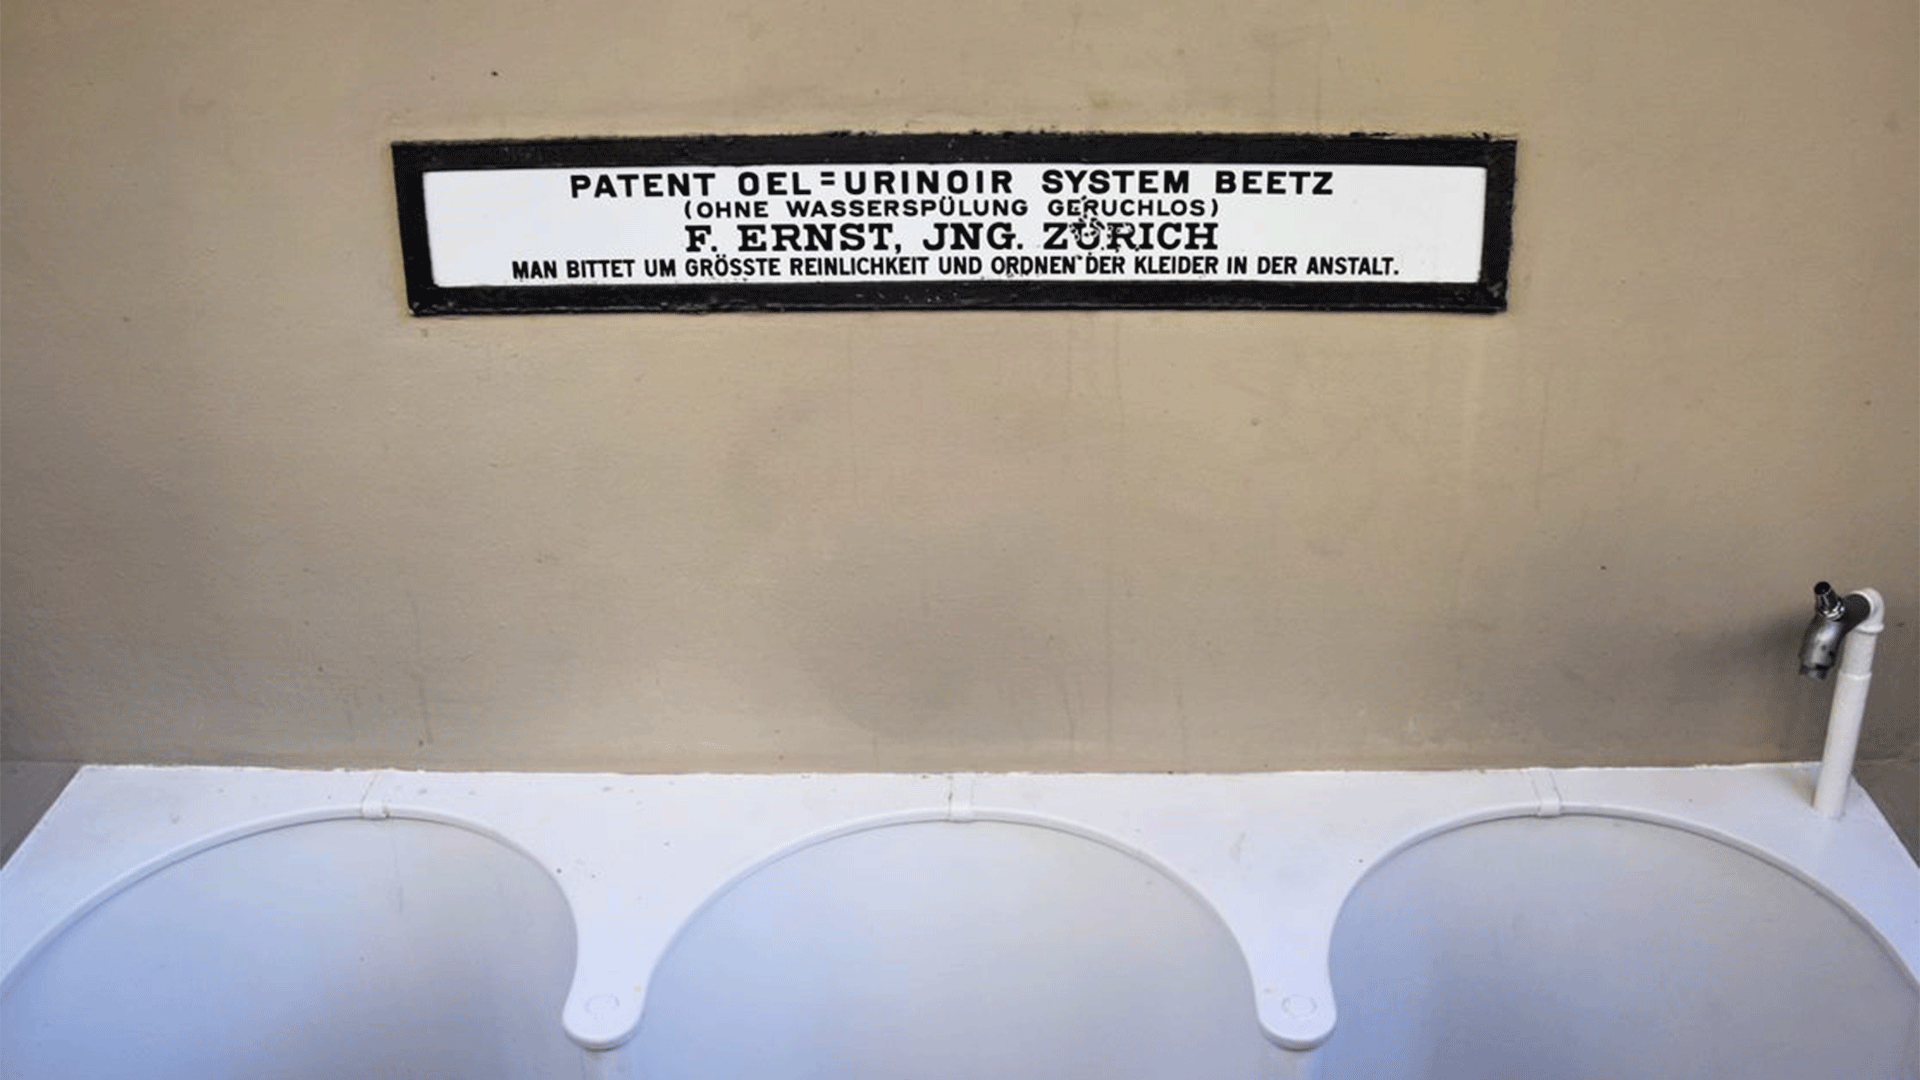 PATENT OEL=URINOIR SYSTEM BEETZ
(OHNE WASSERSPÜLUNG GERUCHLOS)
F. ERNST, JNG. ZÜRICH
MAN BITTET UM GRÖSSTE REINLICHKEIT UND ORDNEN DER KLEIDER IN DER ANSTALT.